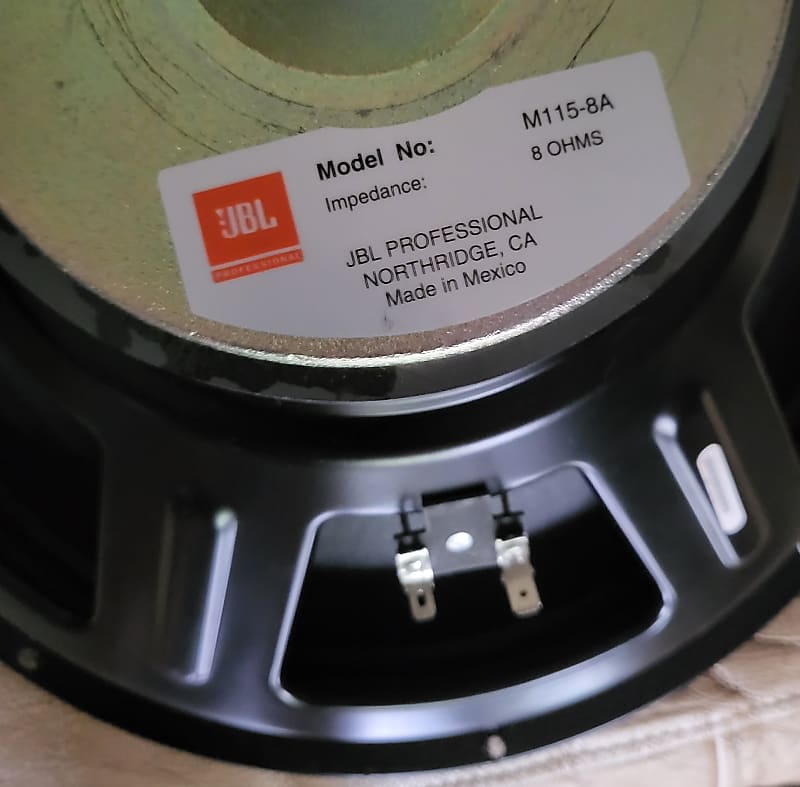 Model No: M115-8A
Impedance: 8 OHMS
JBL
PROFESSIONAL
JBL PROFESSIONAL
NORTHRIDGE, CA
Made in Mexico